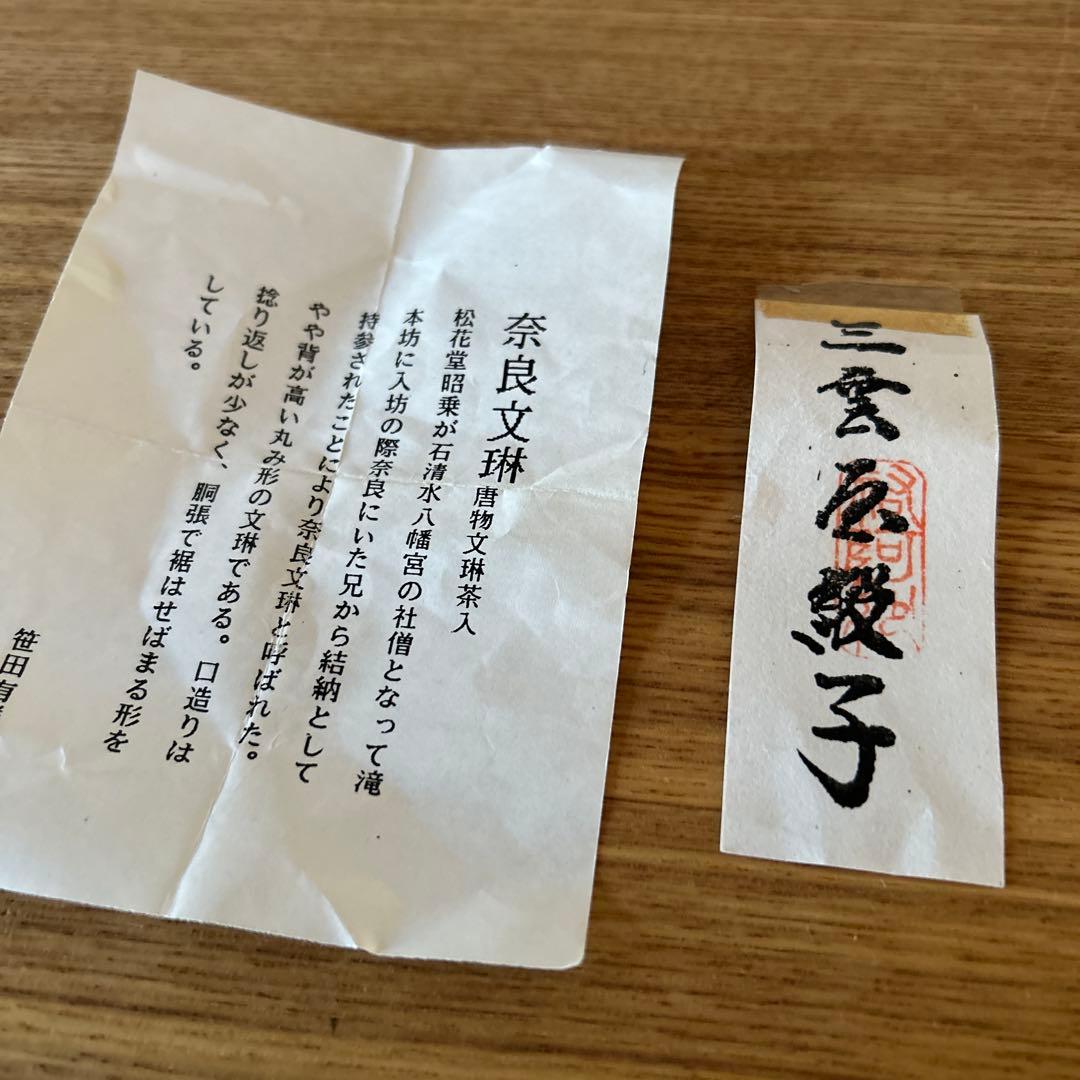 奈良文琳 唐物文琳茶入
松花堂昭乗が石清水八幡宮の社僧となって滝
本坊に入坊の際奈良にいた兄から結納として
持参されたことにより奈良文琳と呼ばれた。
やや背が高い丸み形の文琳である。口造りは
捻り返しが少なく、胴張で裾はせばまる形を
している。
笹田有
三雲屋緞子